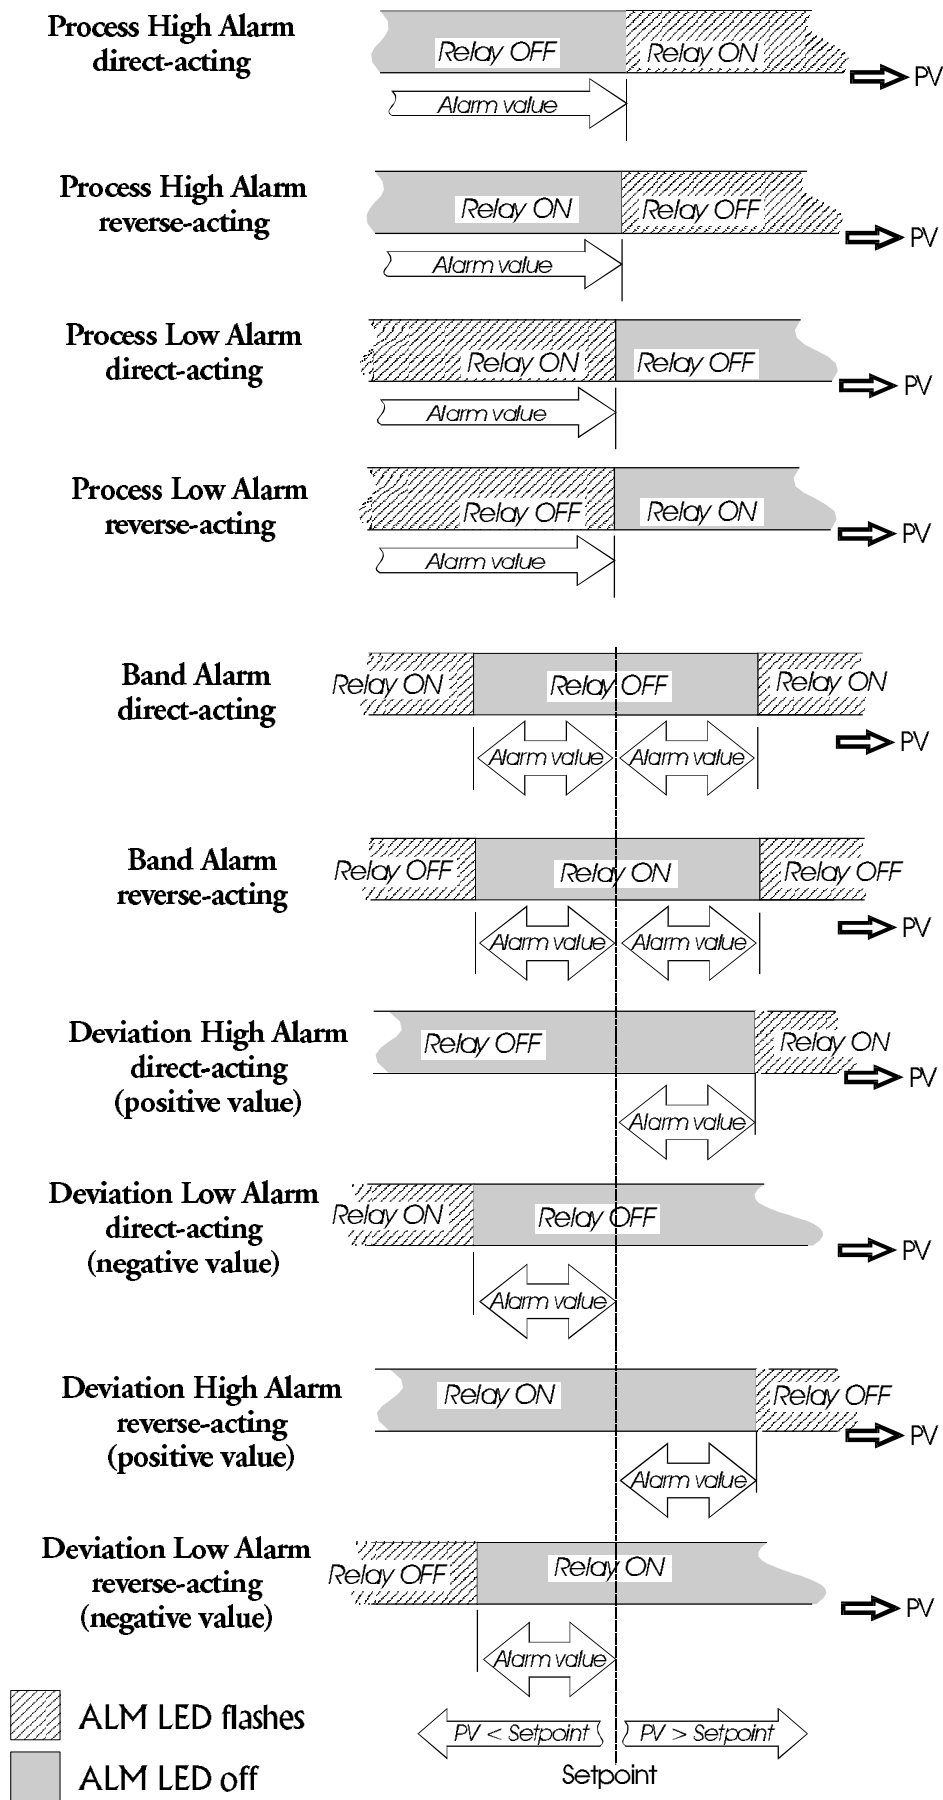 Process High Alarm
direct-acting
Relay OFF
Relay ON
PV
Alarm value
Process High Alarm
reverse-acting
Relay ON
Relay OFF
PV
Alarm value
Process Low Alarm
direct-acting
Relay ON
Relay OFF
PV
Alarm value
Process Low Alarm
reverse-acting
Relay OFF
Relay ON
PV
Alarm value
Band Alarm
direct-acting
Relay ON
Relay OFF
Relay ON
PV
Alarm value
Alarm value
Band Alarm
reverse-acting
Relay OFF
Relay ON
Relay OFF
PV
Alarm value
Alarm value
Deviation High Alarm
direct-acting
(positive value)
Relay OFF
Relay ON
PV
Alarm value
Deviation Low Alarm
direct-acting
(negative value)
Relay ON
Relay OFF
PV
Alarm value
Deviation High Alarm
reverse-acting
(positive value)
Relay ON
Relay OFF
PV
Alarm value
Deviation Low Alarm
reverse-acting
(negative value)
Relay OFF
Relay ON
PV
Alarm value
ALM LED flashes
PV < Setpoint
PV > Setpoint
ALM LED off
Setpoint